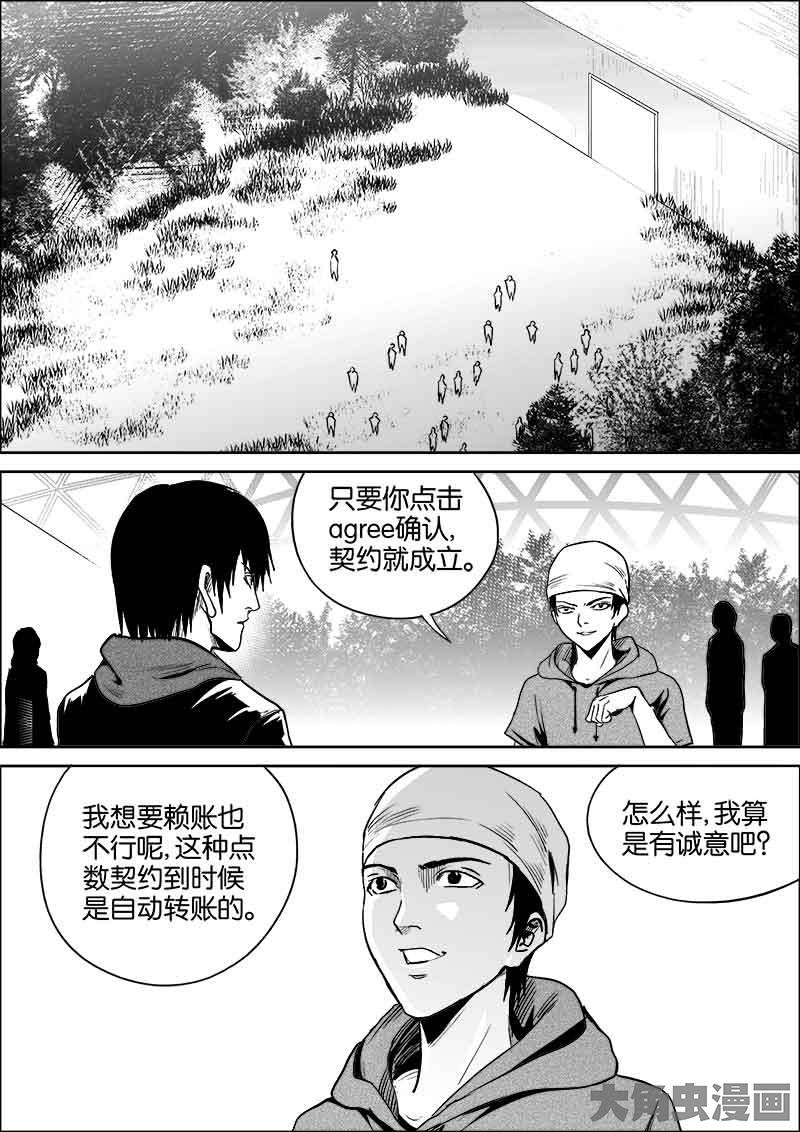 只要你点击
agree确认,
契约就成立。
我想要赖账也
不行呢,这种点
数契约到时候
是自动转账的。
怎么样,我算
是有诚意吧?
大角虫漫画